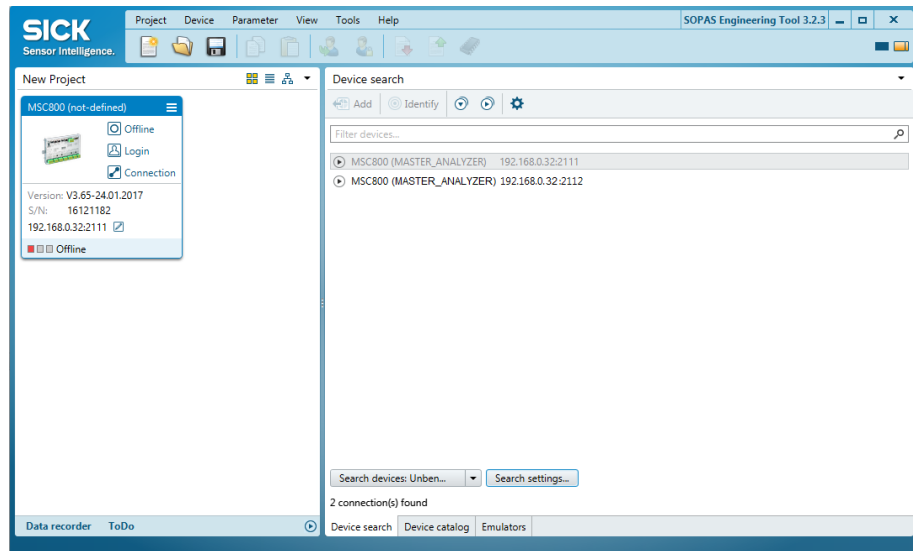 SICK
Sensor Intelligence.
Project Device Parameter View Tools Help
SOPAS Engineering Tool 3.2.3
New Project
MSC800 (not-defined)
Offline
Login
Connection
Version: V3.65-24.01.2017
S/N: 16121182
192.168.0.32:2111
Offline
Data recorder ToDo
Device search
Add Identify
Filter devices...
MSC800 (MASTER_ANALYZER) 192.168.0.32:2111
MSC800 (MASTER_ANALYZER) 192.168.0.32:2112
Search devices: Unben... Search settings...
2 connection(s) found
Device search Device catalog Emulators